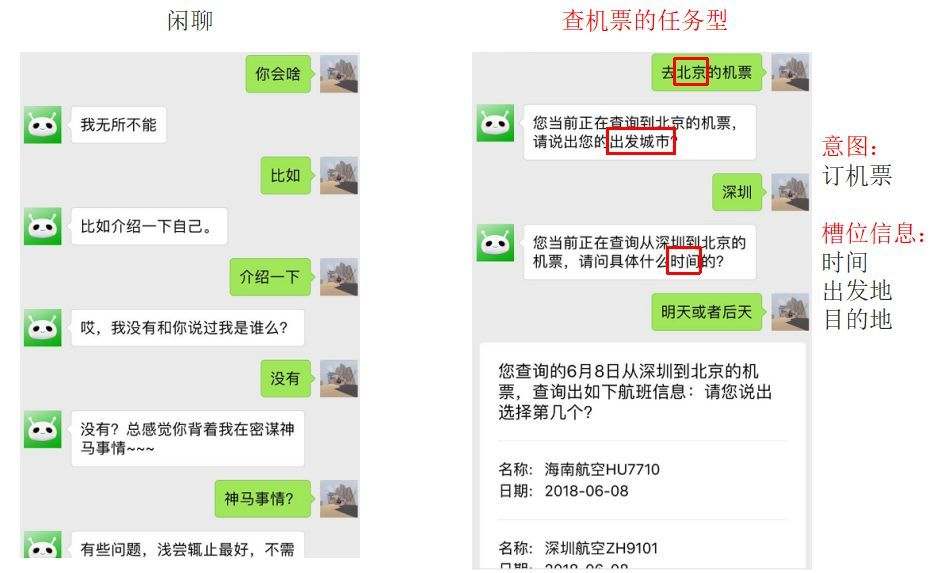 闲聊
你会啥
我无所不能
比如
比如介绍一下自己。
介绍一下
哎，我没有和你说过我是谁么？
没有
没有？总感觉你背着我在密谋神
马事情~~~
神马事情？
有些问题，浅尝辄止最好，不需
查机票的任务型
去北京的机票
您当前正在查询到北京的机票，
请说出您的出发城市？
深圳
您当前正在查询从深圳到北京的
机票，请问具体什么时间的？
明天或者后天
您查询的6月8日从深圳到北京的机
票，查询出如下航班信息：请您说出
选择第几个？
名称： 海南航空HU7710
日期： 2018-06-08
名称： 深圳航空ZH9101
日期： 2018-06-08
意图：
订机票
槽位信息：
时间
出发地
目的地